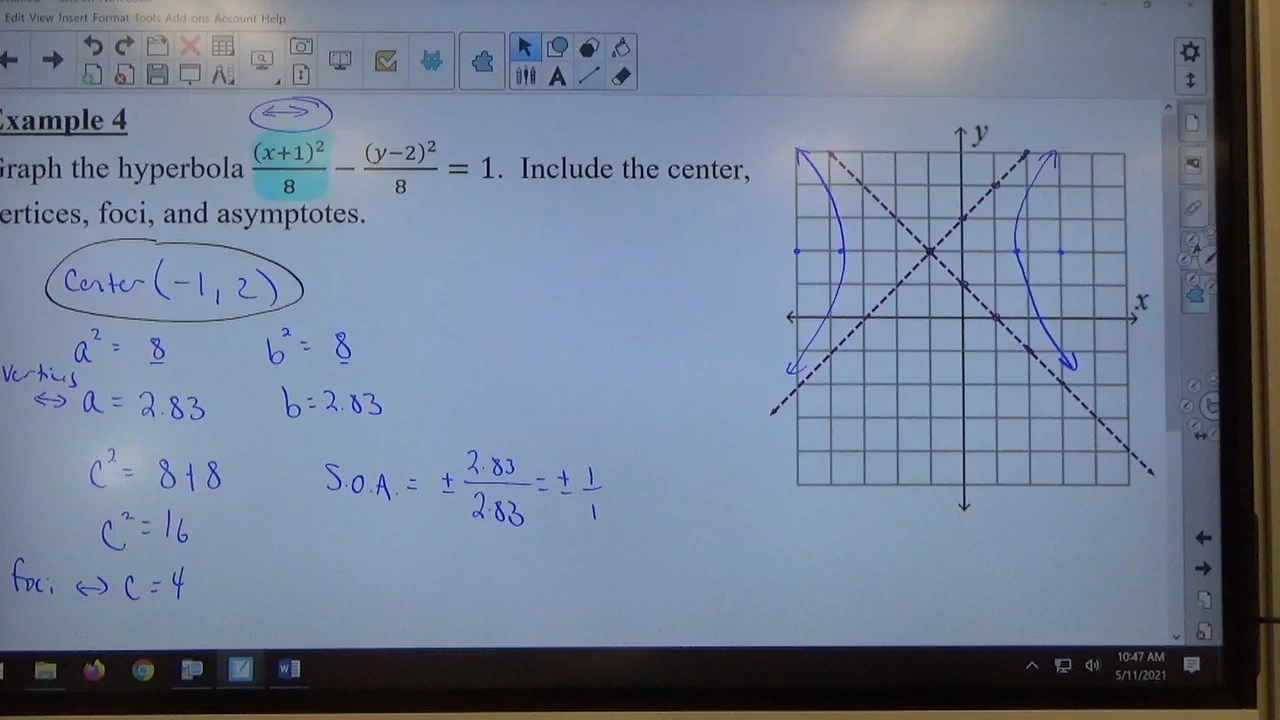 Edit View Insert Format Tools Add-ons Account Help
Example 4
Graph the hyperbola (x+1)²/8 − (y−2)²/8 = 1. Include the center,
vertices, foci, and asymptotes.
Center (-1, 2)
a² = 8 b² = 8
Vertices
↔ a = 2.83 b = 2.83
c² = 8+8 S.O.A. = ± 2.83/2.83 = ± 1/1
c² = 16
foci ↔ c = 4
y
x
10:47 AM
5/11/2021